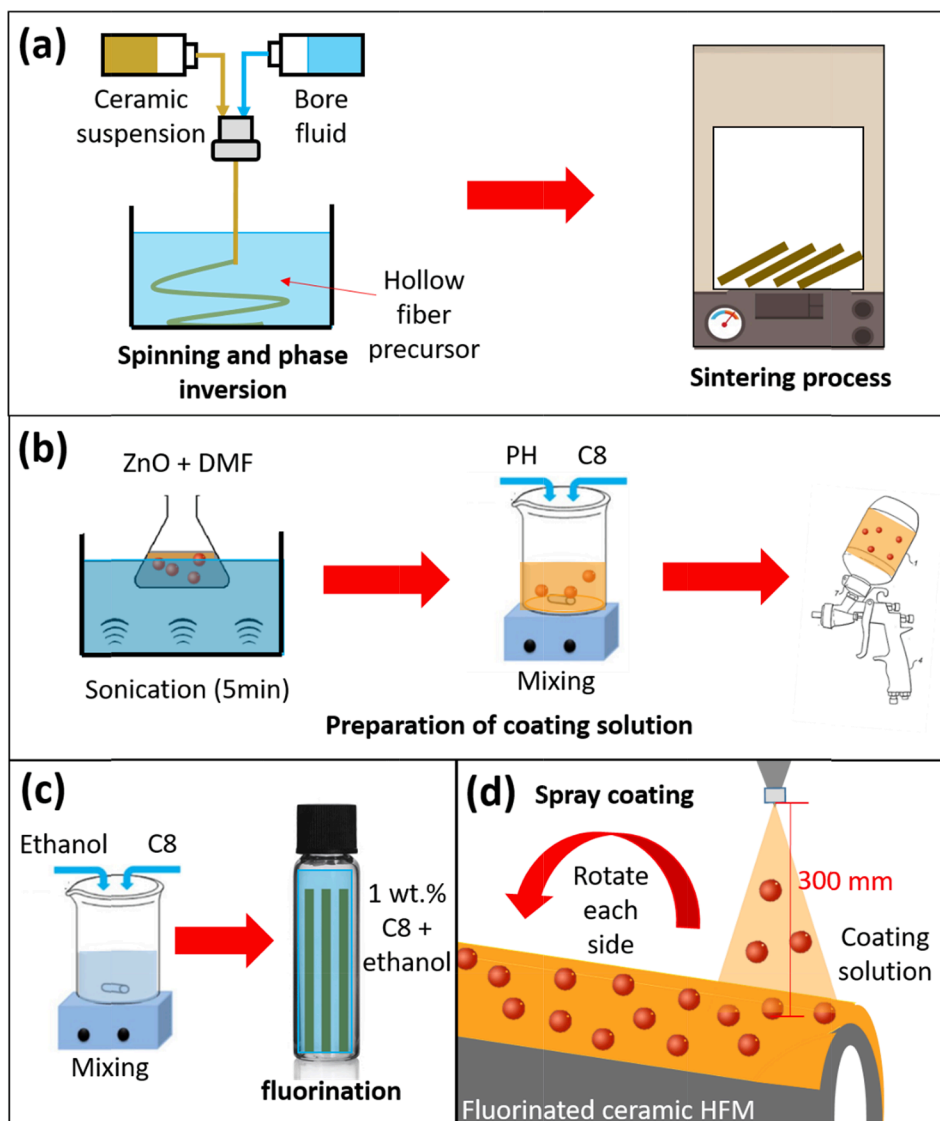 (a)
Ceramic
suspension
Bore
fluid
Hollow
fiber
precursor
Spinning and phase
inversion
Sintering process
(b)
ZnO + DMF
Sonication (5min)
PH C8
Mixing
Preparation of coating solution
(c)
Ethanol C8
Mixing
1 wt.%
C8 +
ethanol
fluorination
(d)
Spray coating
Rotate
each
side
300 mm
Coating
solution
Fluorinated ceramic HFM